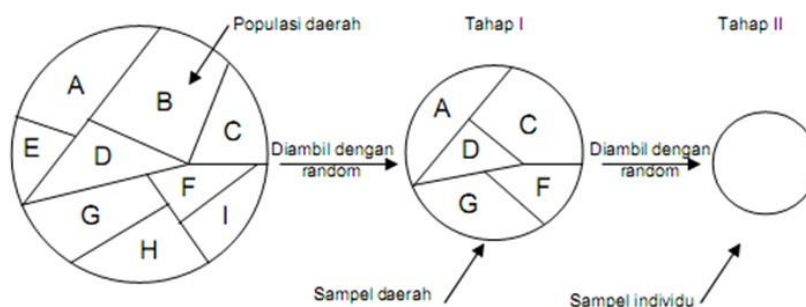 Populasi daerah
Tahap I
Tahap II
A
B
C
E
D
F
G
H
I
Diambil dengan
random
A
C
D
F
G
Diambil dengan
random
Sampel daerah
Sampel individu